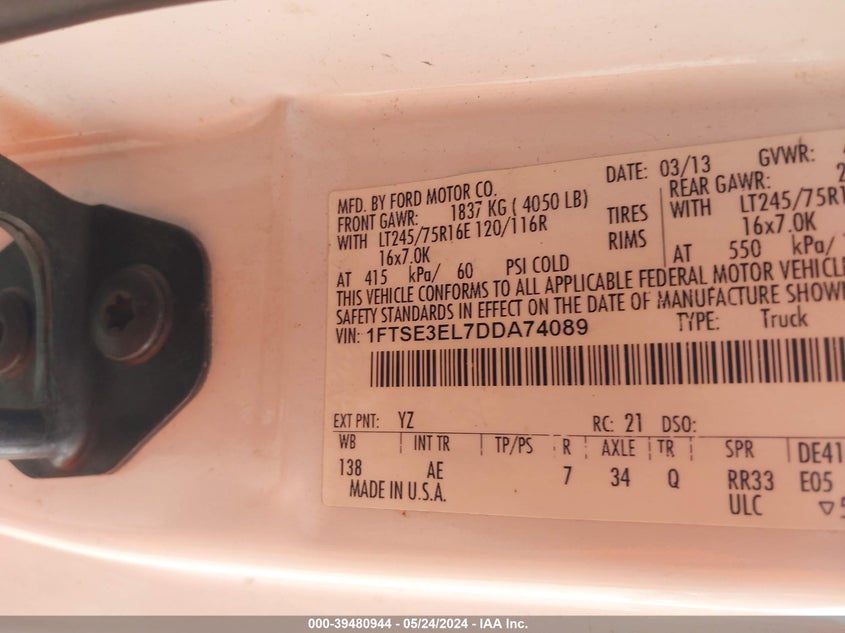 MFD. BY FORD MOTOR CO. DATE: 03/13 GVWR:
FRONT GAWR: 1837 KG ( 4050 LB) REAR GAWR:
WITH LT245/75R16E 120/116R TIRES WITH
16x7.0K RIMS 16x7.0K
AT 415 kPa/ 60 PSI COLD AT 550 kPa/
THIS VEHICLE CONFORMS TO ALL APPLICABLE FEDERAL MOTOR VEHICLE
SAFETY STANDARDS IN EFFECT ON THE DATE OF MANUFACTURE SHOWN
VIN: 1FTSE3EL7DDA74089 TYPE: Truck
EXT PNT: YZ RC: 21 DSO:
WB INT TR TP/PS R AXLE TR SPR DE41
138 AE 7 34 Q RR33 E05
MADE IN U.S.A. ULC
000-39480944 - 05/24/2024 - IAA Inc.